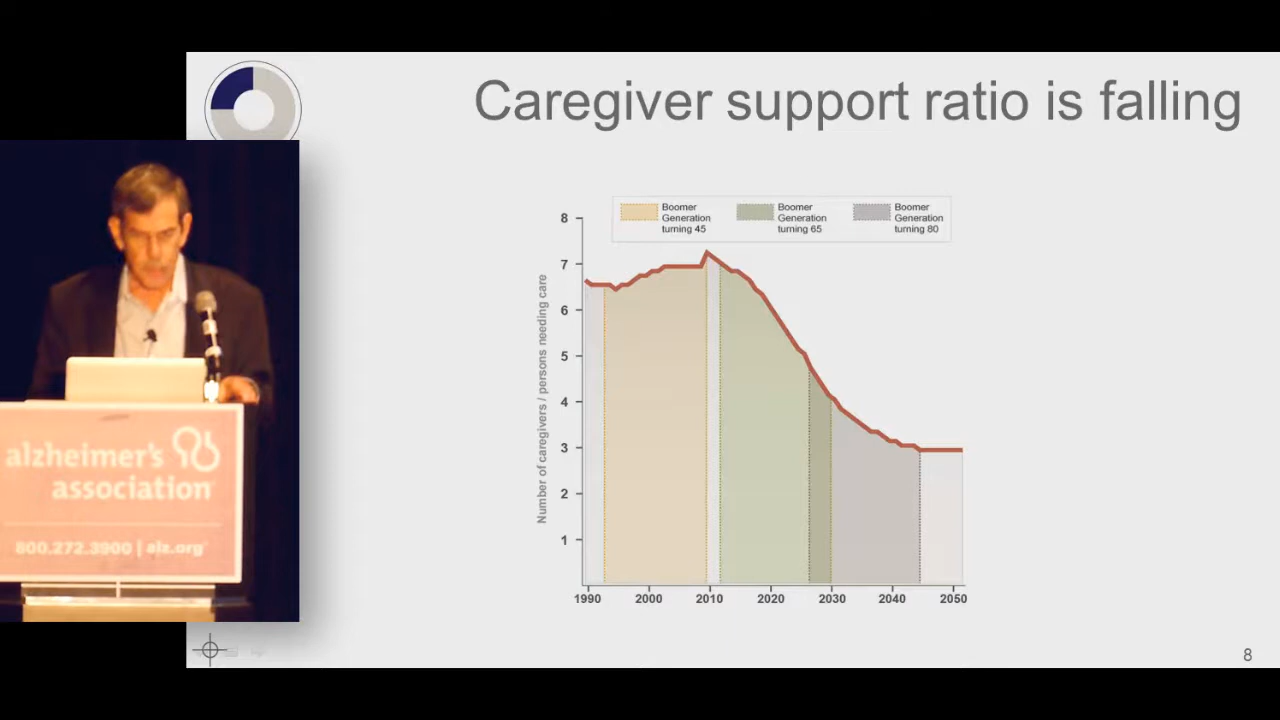 Caregiver support ratio is falling
Boomer
Generation
turning 45
Boomer
Generation
turning 65
Boomer
Generation
turning 80
Number of caregivers / persons needing care
8
7
6
5
4
3
2
1
1990 2000 2010 2020 2030 2040 2050
alzheimer's
association
800.272.3900 | alz.org
8